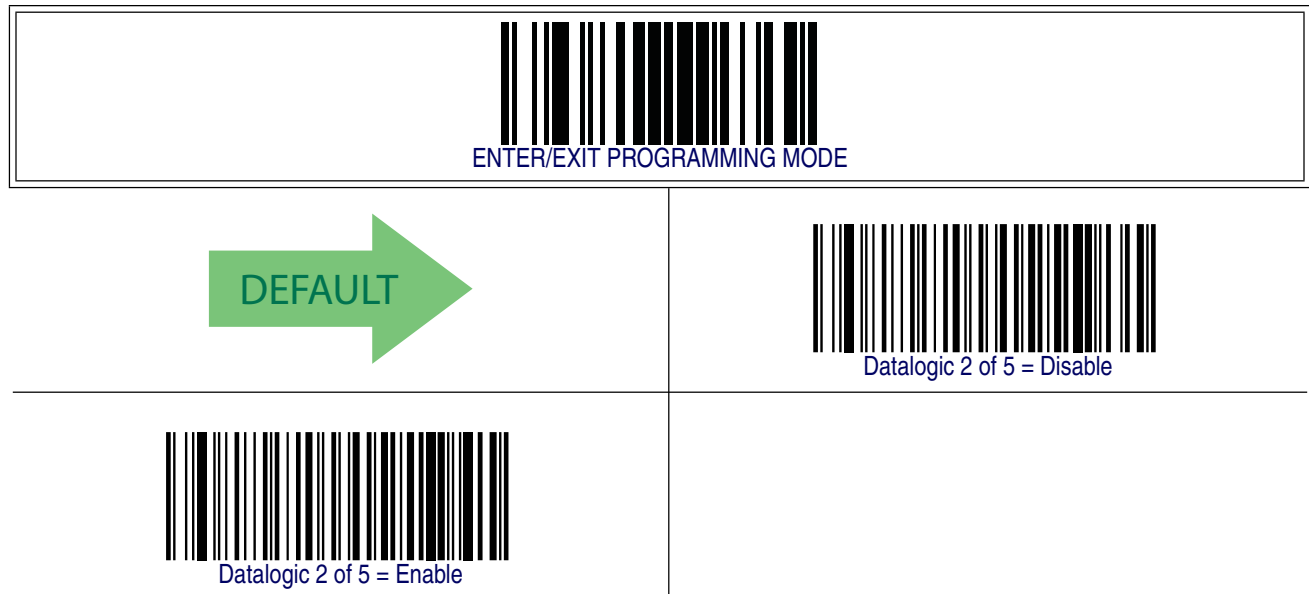 ENTER/EXIT PROGRAMMING MODE
DEFAULT
Datalogic 2 of 5 = Disable
Datalogic 2 of 5 = Enable